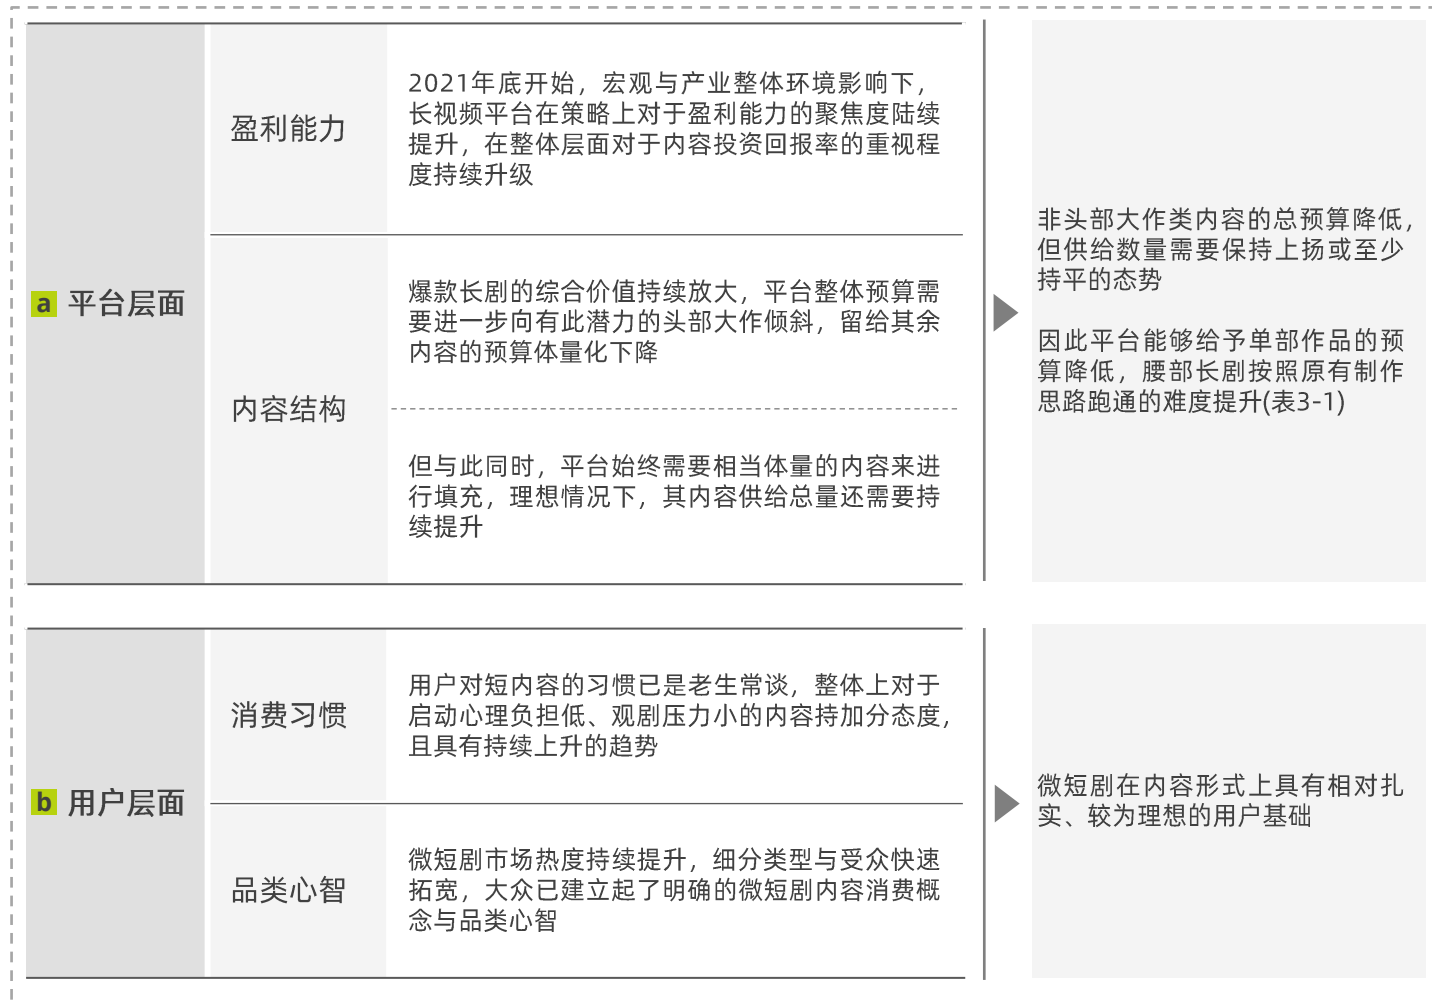 a 平台层面
盈利能力
2021年底开始，宏观与产业整体环境影响下，
长视频平台在策略上对于盈利能力的聚焦度陆续
提升，在整体层面对于内容投资回报率的重视程
度持续升级
内容结构
爆款长剧的综合价值持续放大，平台整体预算需
要进一步向有此潜力的头部大作倾斜，留给其余
内容的预算体量化下降
但与此同时，平台始终需要相当体量的内容来进
行填充，理想情况下，其内容供给总量还需要持
续提升
非头部大作类内容的总预算降低，
但供给数量需要保持上扬或至少
持平的态势
因此平台能够给予单部作品的预
算降低，腰部长剧按照原有制作
思路跑通的难度提升(表3-1)
b 用户层面
消费习惯
用户对短内容的习惯已是老生常谈，整体上对于
启动心理负担低、观剧压力小的内容持加分态度，
且具有持续上升的趋势
品类心智
微短剧市场热度持续提升，细分类型与受众快速
拓宽，大众已建立起了明确的微短剧内容消费概
念与品类心智
微短剧在内容形式上具有相对扎
实、较为理想的用户基础